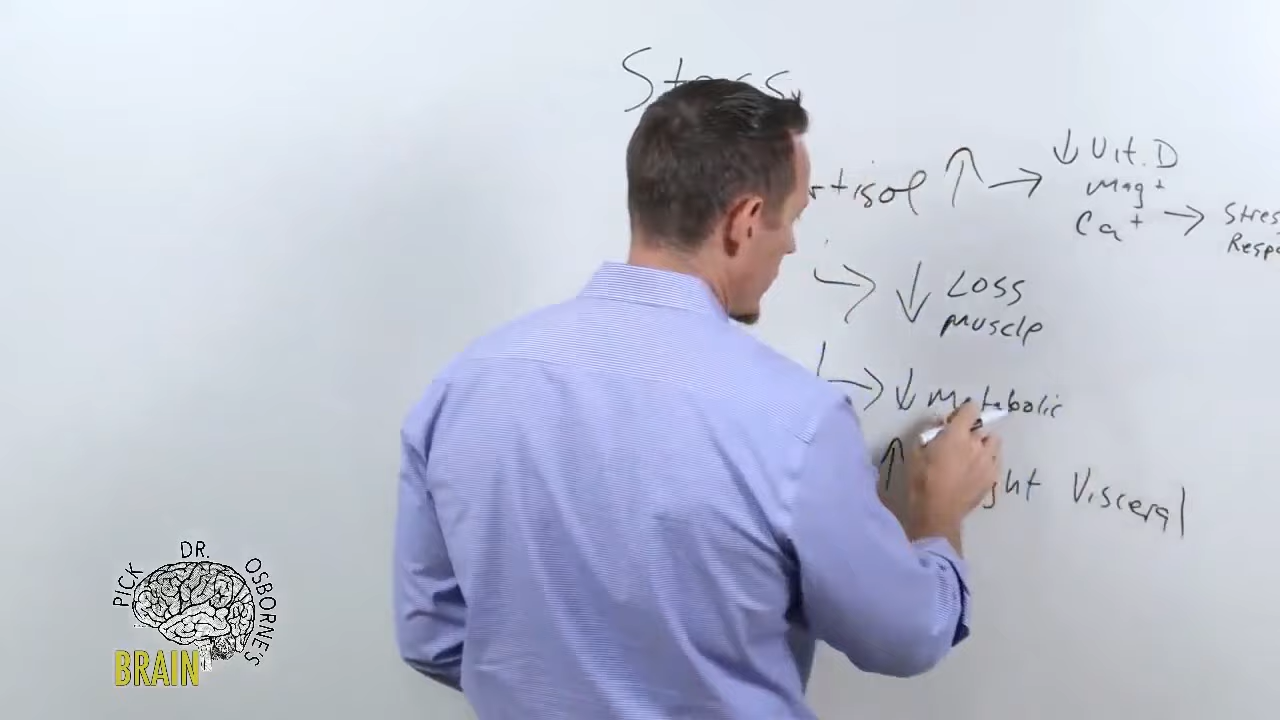 Stress
rtisol ↑ → ↓ Vit. D
Mag+
Ca+ → Stres
Respo
→ ↓ Loss
muscle
→ ↓ Metabolic
↑ ght Visceral
PICK DR. OSBORNE'S
BRAIN